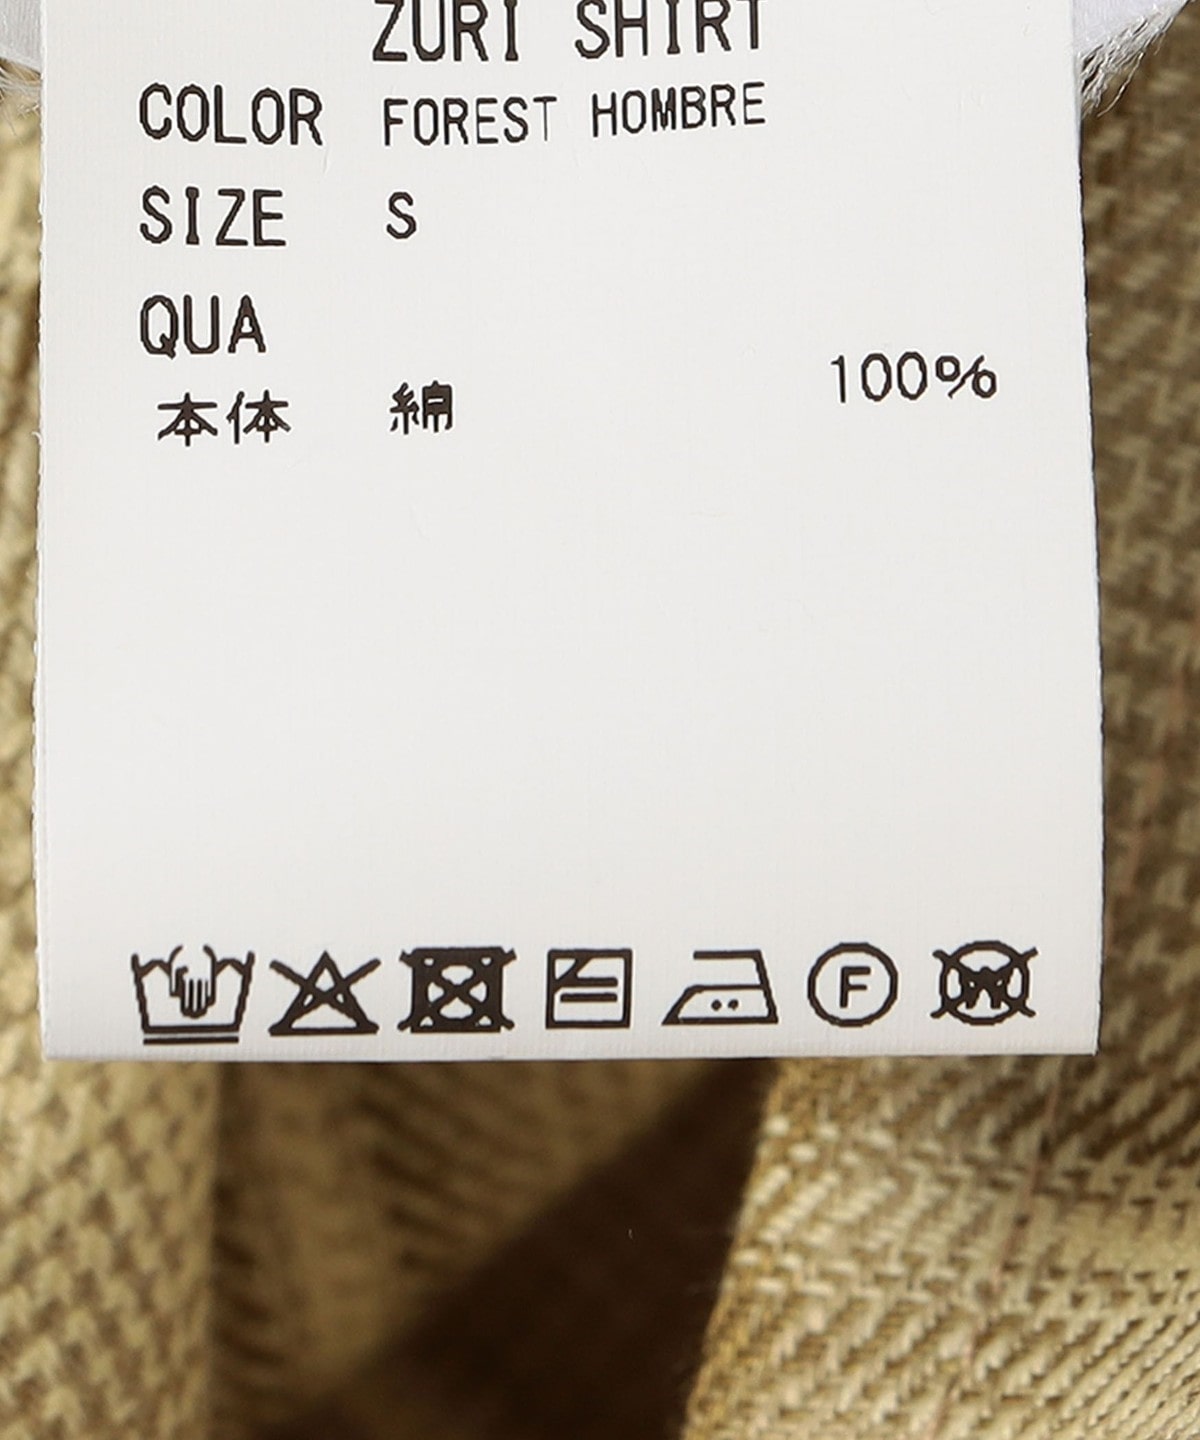 ZURI SHIRT
COLOR FOREST HOMBRE
SIZE S
QUA
本体 綿 100%
F W